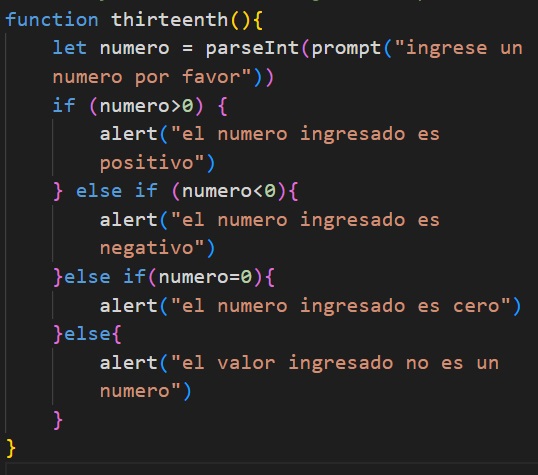 function thirteenth(){
let numero = parseInt(prompt("ingrese un
numero por favor"))
if (numero>0) {
alert("el numero ingresado es
positivo")
} else if (numero<0){
alert("el numero ingresado es
negativo")
}else if(numero=0){
alert("el numero ingresado es cero")
}else{
alert("el valor ingresado no es un
numero")
}
}